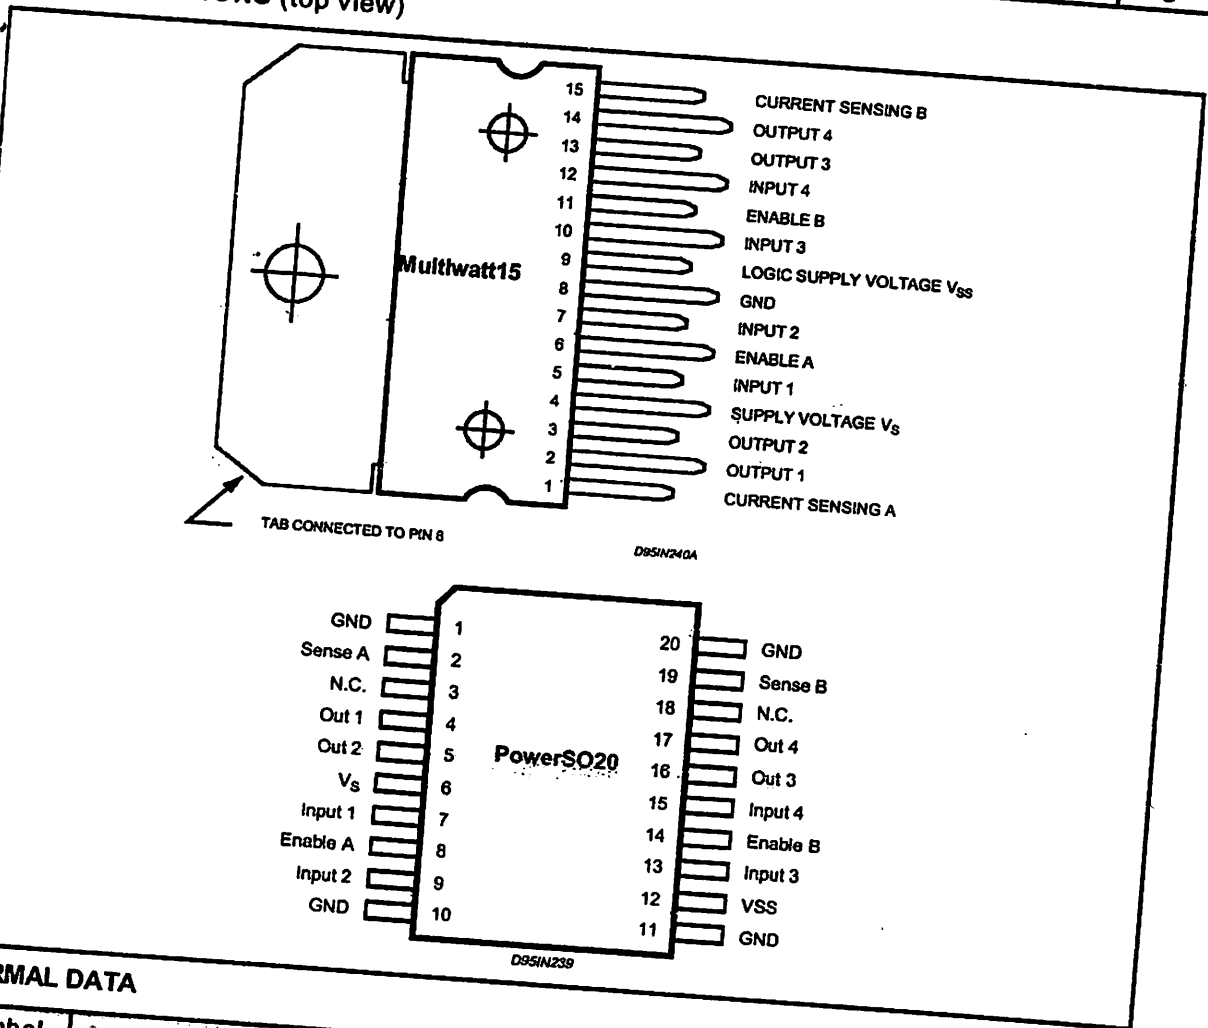 (top view)
15 CURRENT SENSING B
14 OUTPUT 4
13 OUTPUT 3
12 INPUT 4
11 ENABLE B
10 INPUT 3
9 LOGIC SUPPLY VOLTAGE VSS
8 GND
7 INPUT 2
6 ENABLE A
5 INPUT 1
4 SUPPLY VOLTAGE VS
3 OUTPUT 2
2 OUTPUT 1
1 CURRENT SENSING A
Multiwatt15
TAB CONNECTED TO PIN 8
D95IN240A
GND 1 20 GND
Sense A 2 19 Sense B
N.C. 3 18 N.C.
Out 1 4 17 Out 4
Out 2 5 16 Out 3
VS 6 15 Input 4
Input 1 7 14 Enable B
Enable A 8 13 Input 3
Input 2 9 12 VSS
GND 10 11 GND
PowerSO20
D95IN239
RMAL DATA